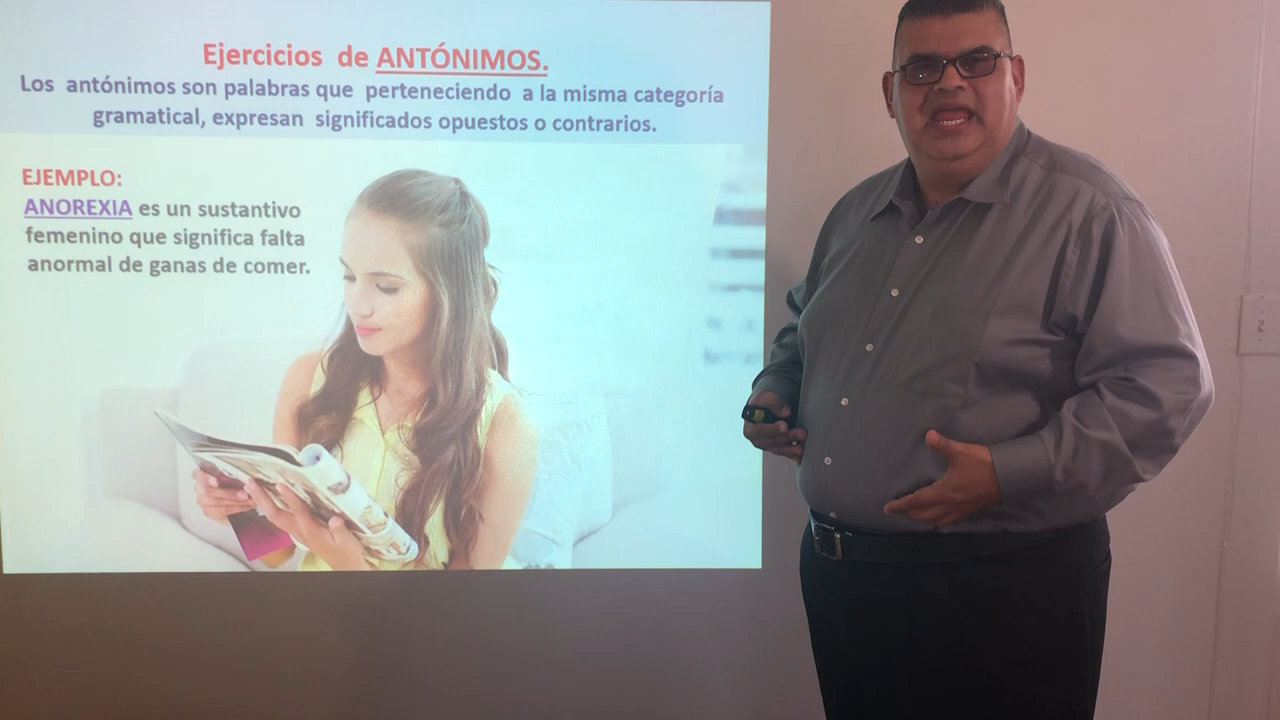 Ejercicios de ANTÓNIMOS.
Los antónimos son palabras que perteneciendo a la misma categoría
gramatical, expresan significados opuestos o contrarios.
EJEMPLO:
ANOREXIA es un sustantivo
femenino que significa falta
anormal de ganas de comer.